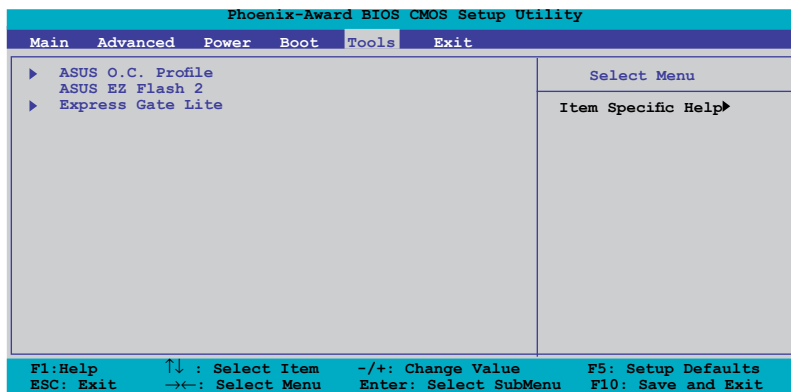 Phoenix-Award BIOS CMOS Setup Utility
Main Advanced Power Boot Tools Exit
ASUS O.C. Profile
ASUS EZ Flash 2
Express Gate Lite
Select Menu
Item Specific Help
F1:Help ↑↓ : Select Item -/+: Change Value F5: Setup Defaults
ESC: Exit →←: Select Menu Enter: Select SubMenu F10: Save and Exit